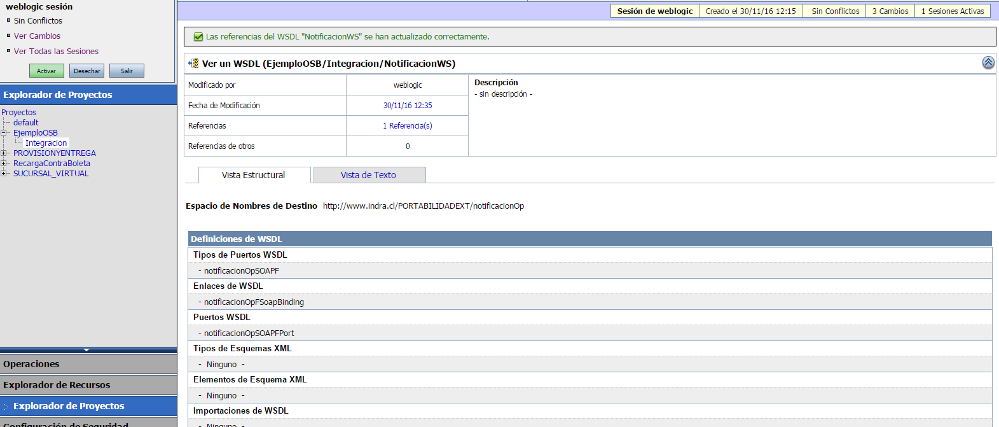 weblogic sesión
Sin Conflictos
Ver Cambios
Ver Todas las Sesiones
Activar Desechar Salir
Explorador de Proyectos
Proyectos
default
EjemploOSB
Integracion
PROVISIONYENTREGA
RecargaContraBoleta
SUCURSAL_VIRTUAL
Operaciones
Explorador de Recursos
Explorador de Proyectos
Configuración de Seguridad
Sesión de weblogic Creado el 30/11/16 12:15 Sin Conflictos 3 Cambios 1 Sesiones Activas
Las referencias del WSDL "NotificacionWS" se han actualizado correctamente.
Ver un WSDL (EjemploOSB/Integracion/NotificacionWS)
Modificado por weblogic
Fecha de Modificación 30/11/16 12:35
Referencias 1 Referencia(s)
Referencias de otros 0
Descripción
- sin descripción -
Vista Estructural Vista de Texto
Espacio de Nombres de Destino http://www.indra.cl/PORTABILIDADEXT/notificacionOp
Definiciones de WSDL
Tipos de Puertos WSDL
- notificacionOpSOAPF
Enlaces de WSDL
- notificacionOpFSoapBinding
Puertos WSDL
- notificacionOpSOAPFPort
Tipos de Esquemas XML
- Ninguno -
Elementos de Esquema XML
- Ninguno -
Importaciones de WSDL
- Ninguno -